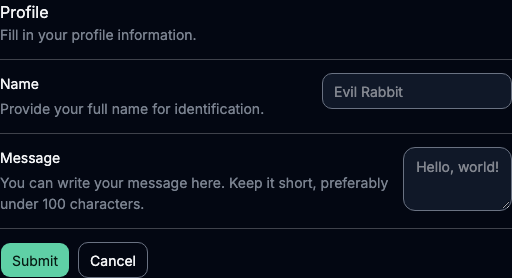 Profile
Fill in your profile information.
Name
Provide your full name for identification.
Evil Rabbit
Message
You can write your message here. Keep it short, preferably
under 100 characters.
Hello, world!
Submit
Cancel